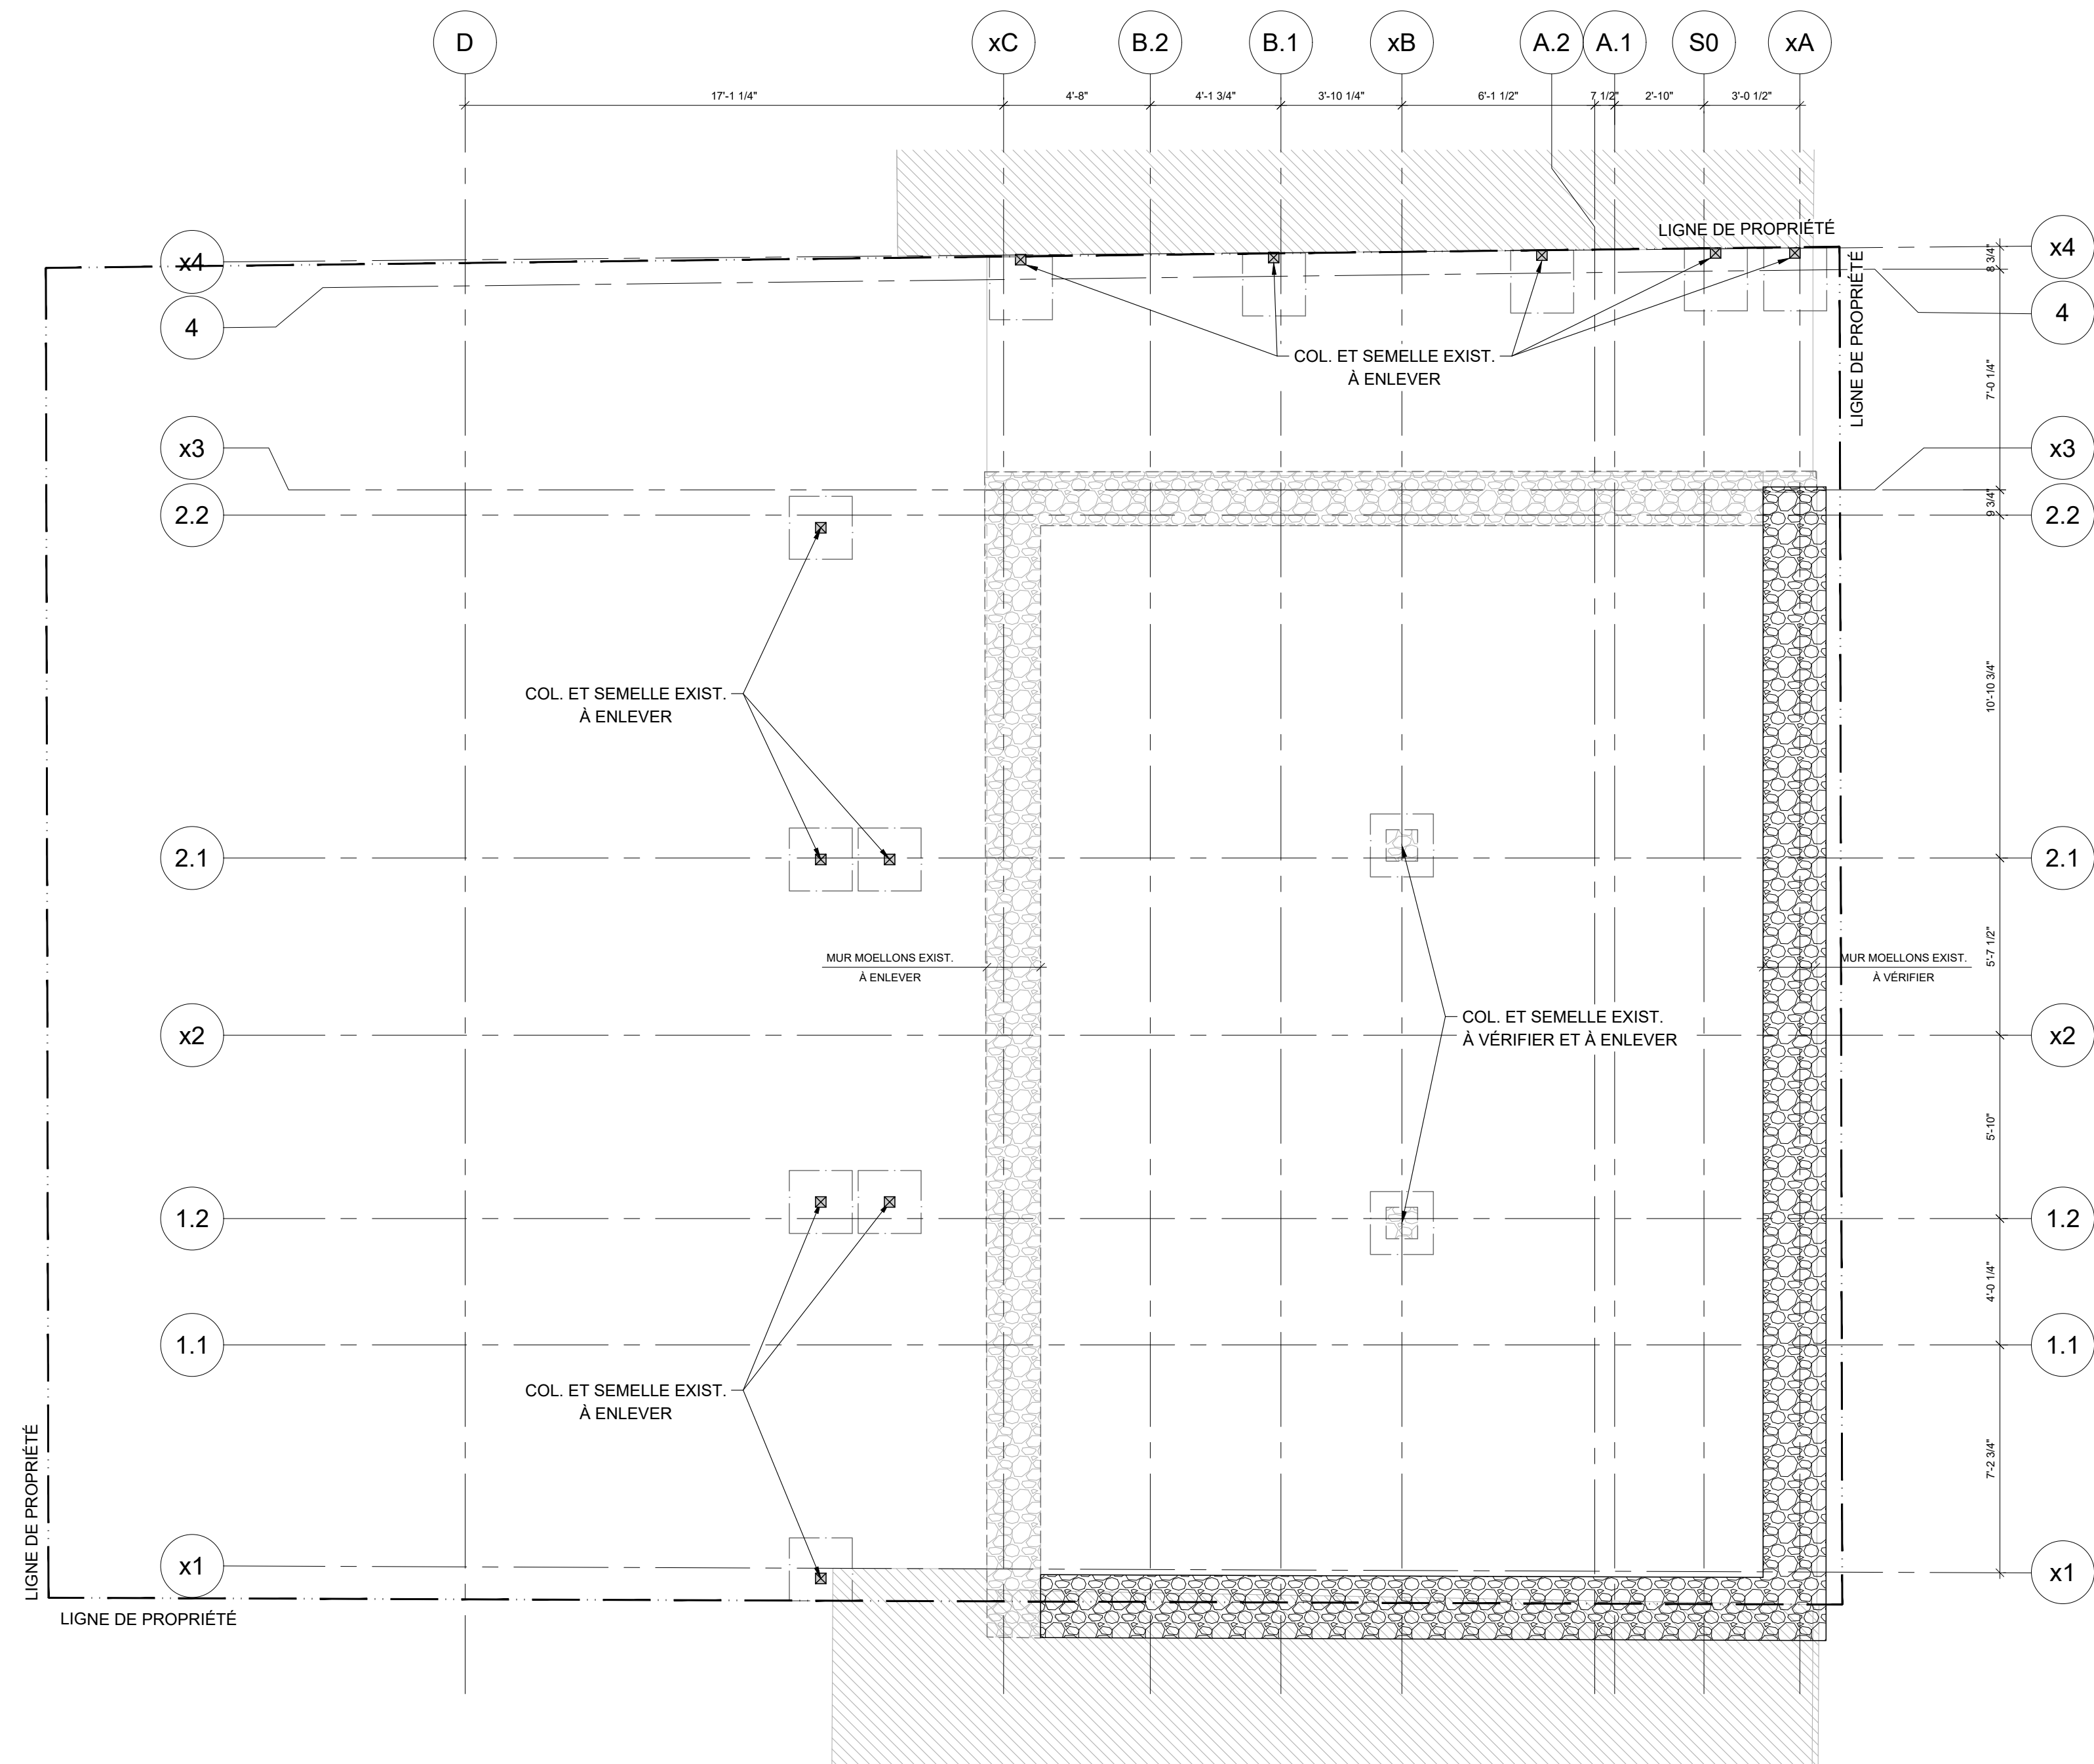 D
xC
B.2
B.1
xB
A.2
A.1
S0
xA
17'-1 1/4"
4'-8"
4'-1 3/4"
3'-10 1/4"
6'-1 1/2"
7 1/2"
2'-10"
3'-0 1/2"
LIGNE DE PROPRIÉTÉ
x4
x4
8 3/4"
LIGNE DE PROPRIÉTÉ
4
4
COL. ET SEMELLE EXIST.
À ENLEVER
7'-0 1/4"
x3
x3
9 3/4"
2.2
2.2
COL. ET SEMELLE EXIST.
À ENLEVER
10'-10 3/4"
2.1
2.1
MUR MOELLONS EXIST.
À ENLEVER
MUR MOELLONS EXIST.
À VÉRIFIER
5'-7 1/2"
COL. ET SEMELLE EXIST.
À VÉRIFIER ET À ENLEVER
x2
x2
5'-10"
1.2
1.2
4'-0 1/4"
1.1
1.1
COL. ET SEMELLE EXIST.
À ENLEVER
7'-2 3/4"
LIGNE DE PROPRIÉTÉ
x1
x1
LIGNE DE PROPRIÉTÉ